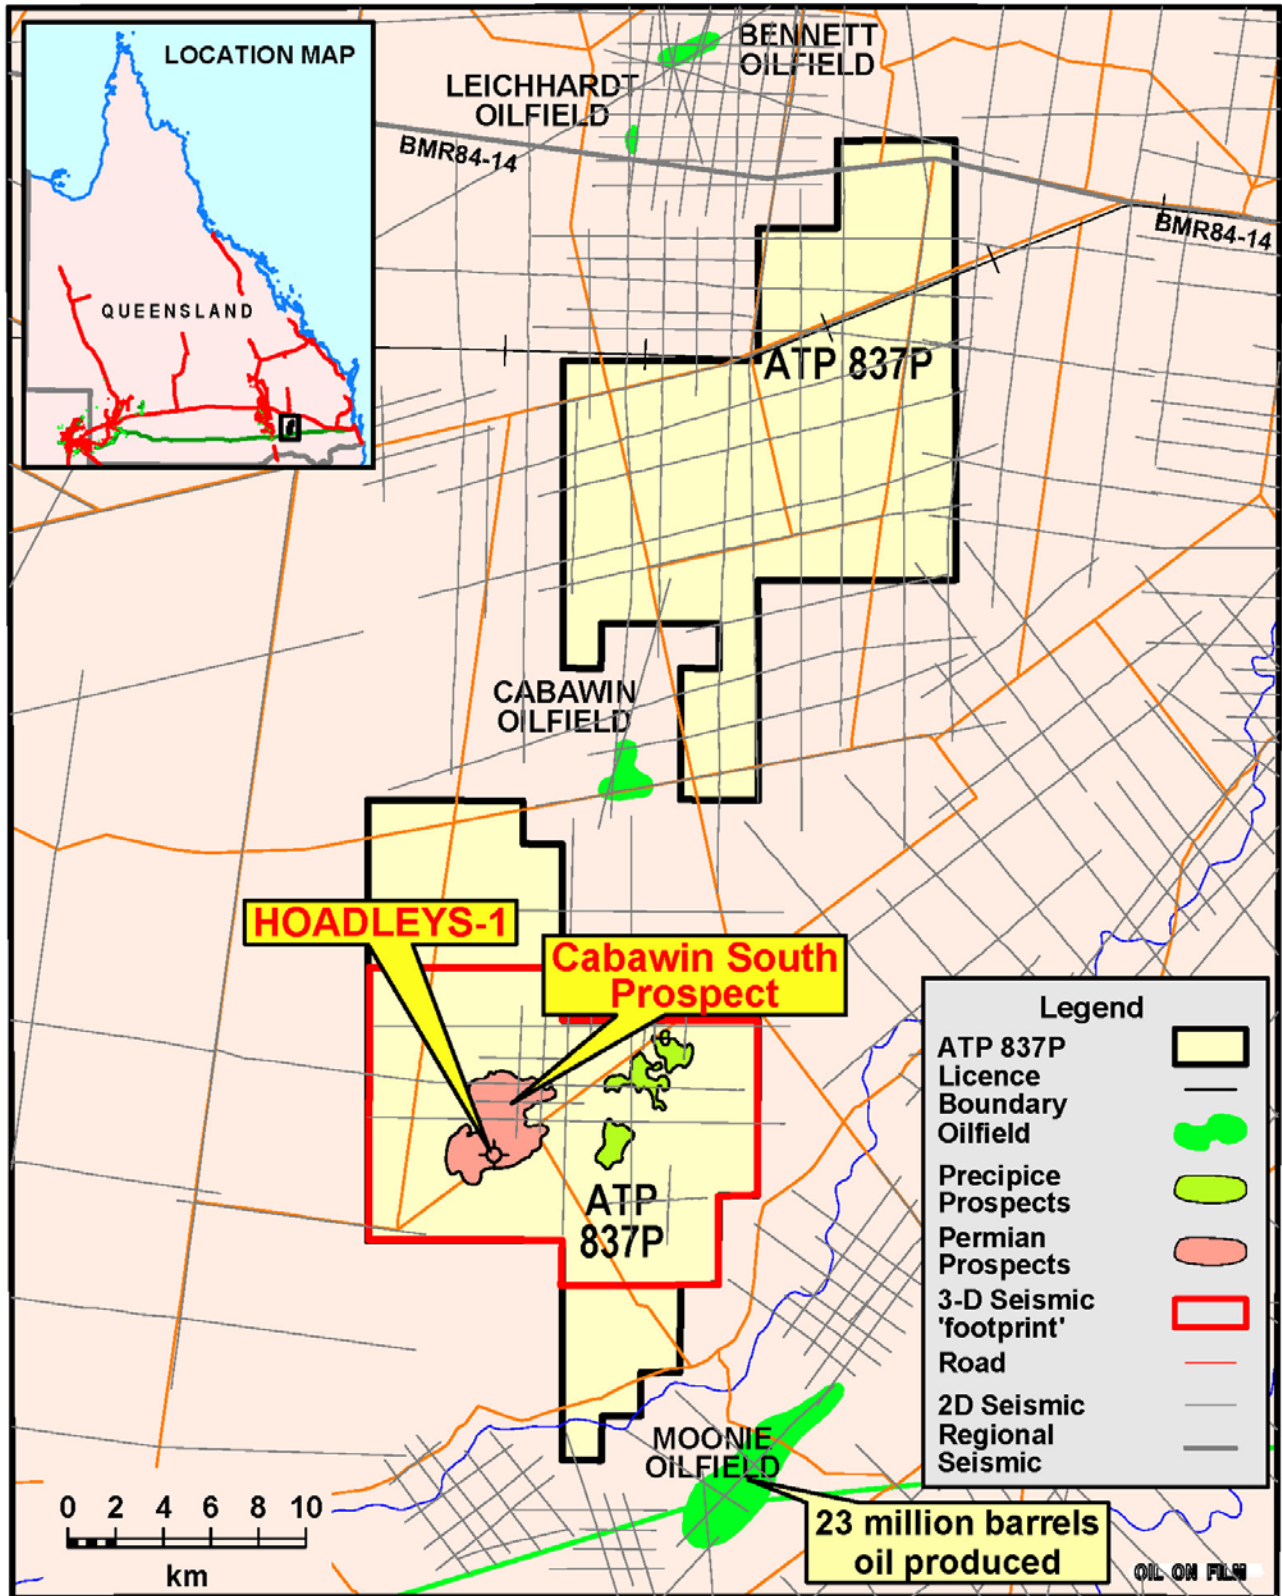 LOCATION MAP
QUEENSLAND
BENNETT
OILFIELD
LEICHHARDT
OILFIELD
BMR84-14
BMR84-14
ATP 837P
CABAWIN
OILFIELD
HOADLEYS-1
Cabawin South
Prospect
ATP
837P
MOONIE
OILFIELD
23 million barrels
oil produced
Legend
ATP 837P
Licence
Boundary
Oilfield
Precipice
Prospects
Permian
Prospects
3-D Seismic
'footprint'
Road
2D Seismic
Regional
Seismic
0 2 4 6 8 10
km
OIL ON FILM